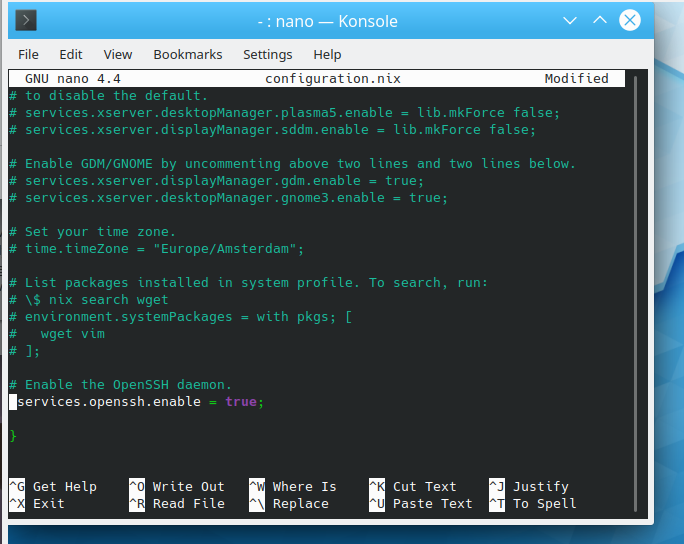 - : nano — Konsole
File Edit View Bookmarks Settings Help
GNU nano 4.4 configuration.nix Modified
# to disable the default.
# services.xserver.desktopManager.plasma5.enable = lib.mkForce false;
# services.xserver.displayManager.sddm.enable = lib.mkForce false;
# Enable GDM/GNOME by uncommenting above two lines and two lines below.
# services.xserver.displayManager.gdm.enable = true;
# services.xserver.desktopManager.gnome3.enable = true;
# Set your time zone.
# time.timeZone = "Europe/Amsterdam";
# List packages installed in system profile. To search, run:
# \$ nix search wget
# environment.systemPackages = with pkgs; [
#   wget vim
# ];
# Enable the OpenSSH daemon.
services.openssh.enable = true;
}
^G Get Help ^O Write Out ^W Where Is ^K Cut Text ^J Justify
^X Exit ^R Read File ^\ Replace ^U Paste Text ^T To Spell